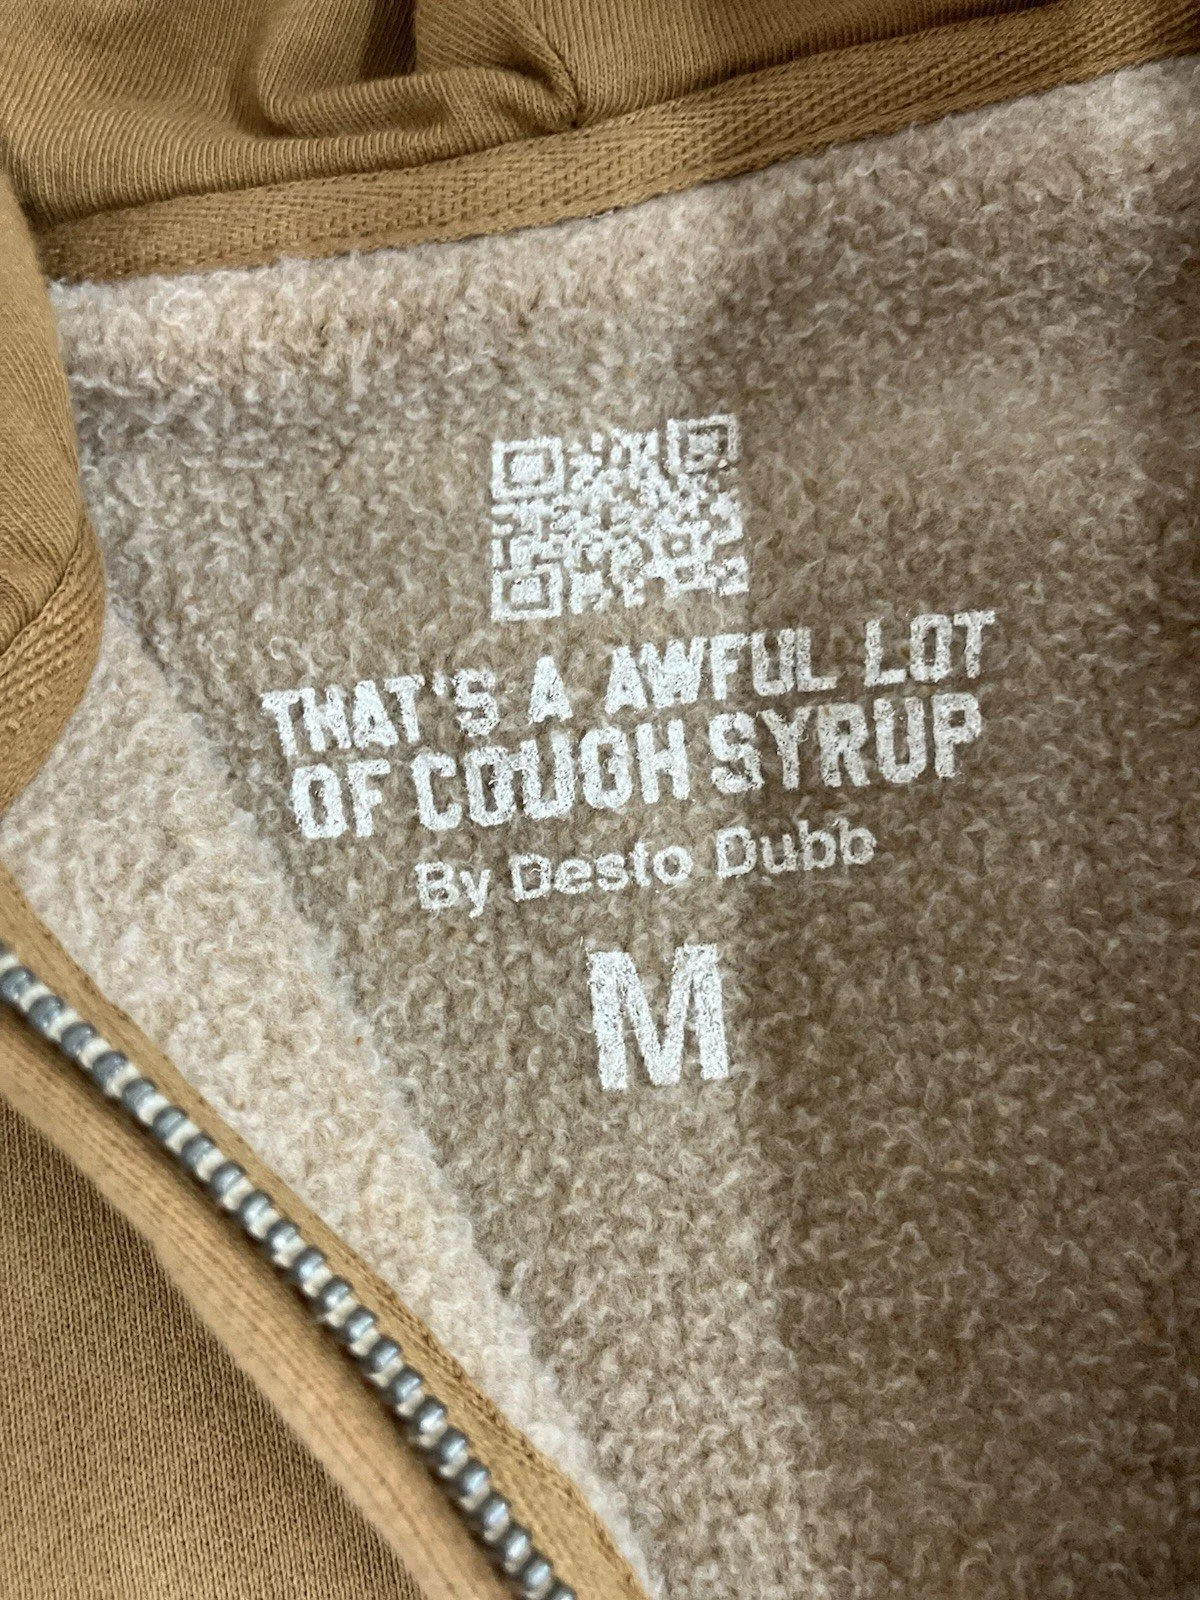 THAT'S A AWFUL LOT
OF COUGH SYRUP
By Desto Dubb
M